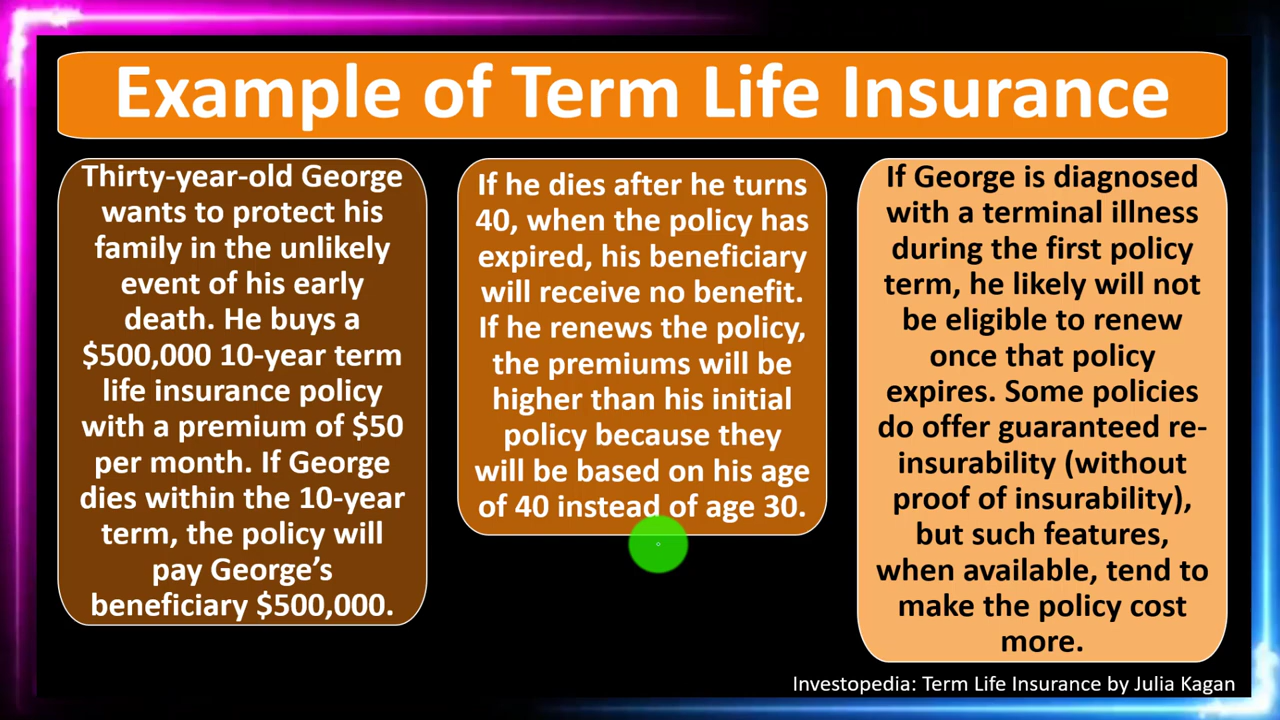 Example of Term Life Insurance
Thirty-year-old George
wants to protect his
family in the unlikely
event of his early
death. He buys a
$500,000 10-year term
life insurance policy
with a premium of $50
per month. If George
dies within the 10-year
term, the policy will
pay George’s
beneficiary $500,000.
If he dies after he turns
40, when the policy has
expired, his beneficiary
will receive no benefit.
If he renews the policy,
the premiums will be
higher than his initial
policy because they
will be based on his age
of 40 instead of age 30.
If George is diagnosed
with a terminal illness
during the first policy
term, he likely will not
be eligible to renew
once that policy
expires. Some policies
do offer guaranteed re-
insurability (without
proof of insurability),
but such features,
when available, tend to
make the policy cost
more.
Investopedia: Term Life Insurance by Julia Kagan